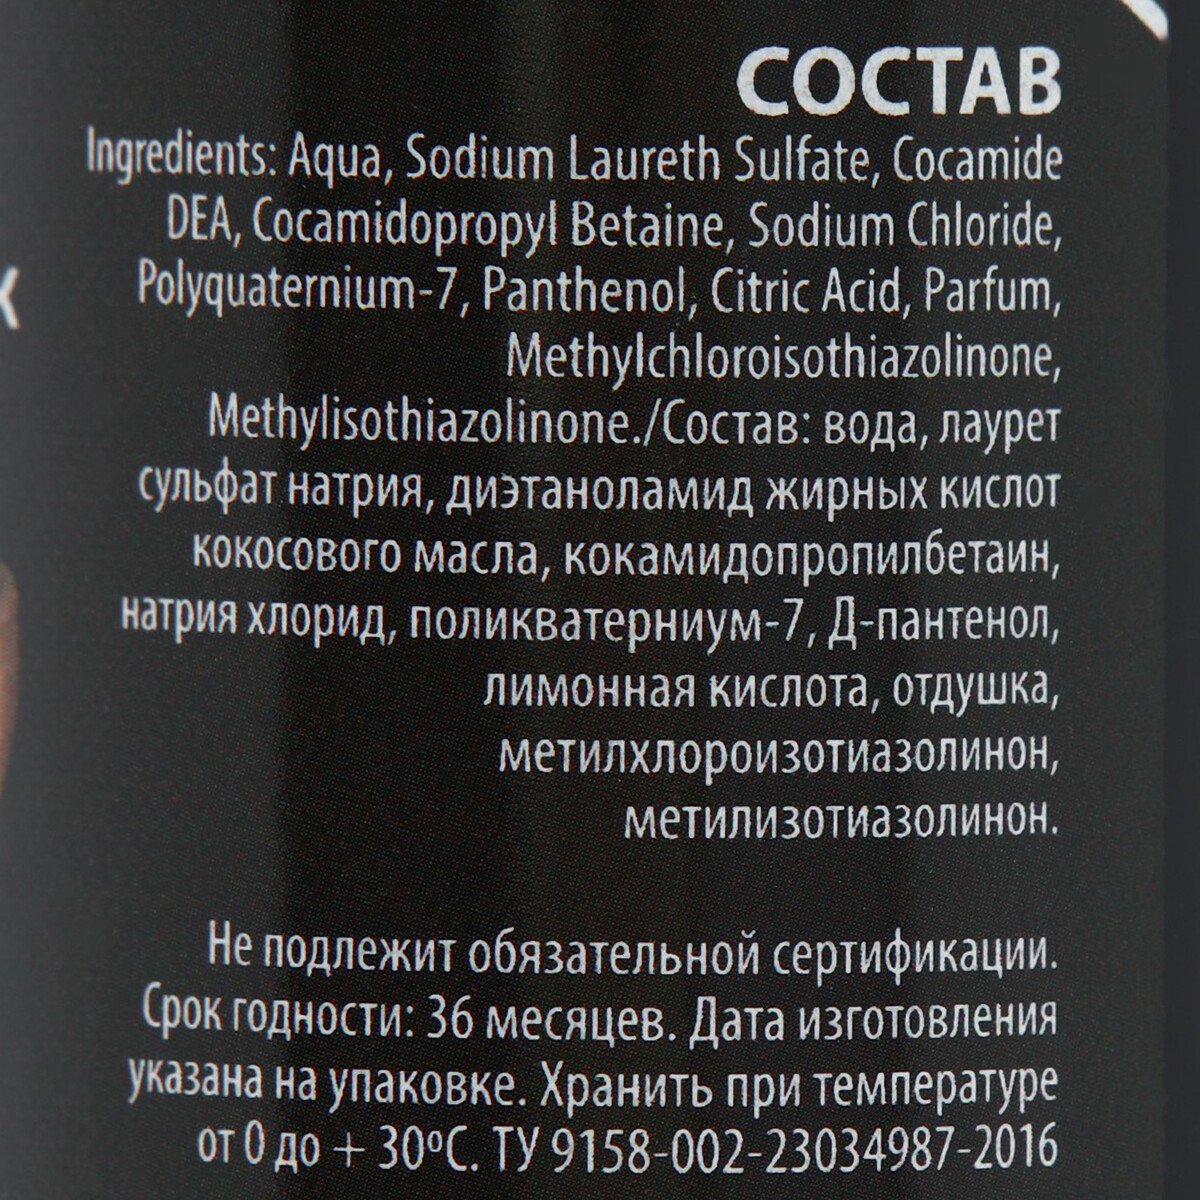 СОСТАВ
Ingredients: Aqua, Sodium Laureth Sulfate, Cocamide
DEA, Cocamidopropyl Betaine, Sodium Chloride,
Polyquaternium-7, Panthenol, Citric Acid, Parfum,
Methylchloroisothiazolinone,
Methylisothiazolinone./Состав: вода, лаурет
сульфат натрия, диэтаноламид жирных кислот
кокосового масла, кокамидопропилбетаин,
натрия хлорид, поликватерниум-7, Д-пантенол,
лимонная кислота, отдушка,
метилхлороизотиазолинон,
метилизотиазолинон.
Не подлежит обязательной сертификации.
Срок годности: 36 месяцев. Дата изготовления
указана на упаковке. Хранить при температуре
от 0 до + 30ºС. ТУ 9158-002-23034987-2016